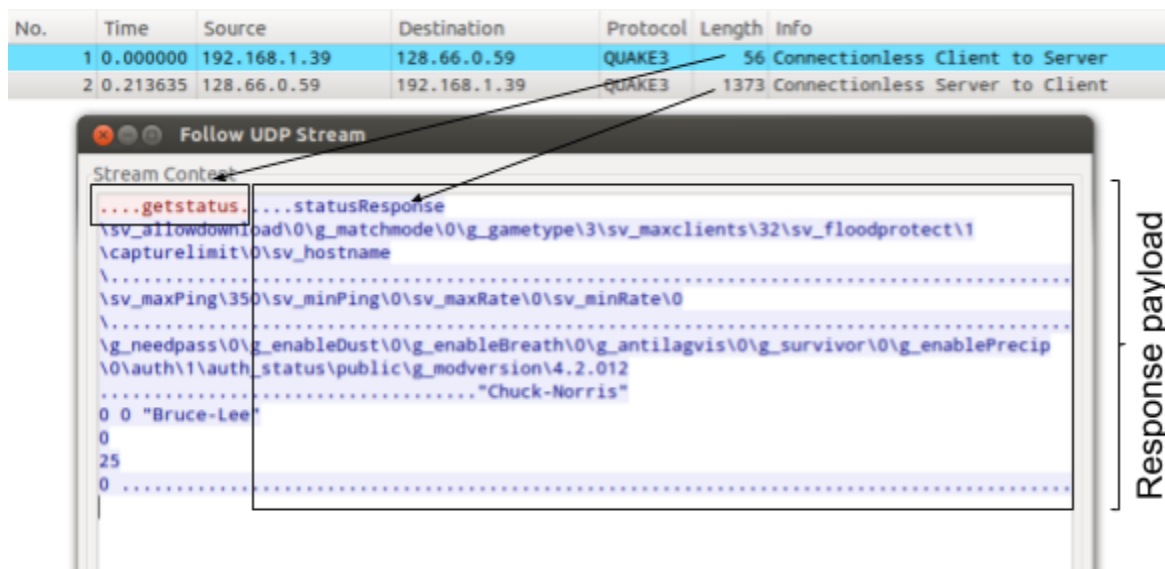 No. Time Source Destination Protocol Length Info
1 0.000000 192.168.1.39 128.66.0.59 QUAKE3 56 Connectionless Client to Server
2 0.213635 128.66.0.59 192.168.1.39 QUAKE3 1373 Connectionless Server to Client
Follow UDP Stream
Stream Content
....getstatus.....statusResponse
\sv_allowdownload\0\g_matchmode\0\g_gametype\3\sv_maxclients\32\sv_floodprotect\1
\capturelimit\0\sv_hostname
\..........................................................................................
\sv_maxPing\350\sv_minPing\0\sv_maxRate\0\sv_minRate\0
\..........................................................................................
\g_needpass\0\g_enableDust\0\g_enableBreath\0\g_antilagvis\0\g_survivor\0\g_enablePrecip
\0\auth\1\auth_status\public\g_modversion\4.2.012
..................................."Chuck-Norris"
0 0 "Bruce-Lee"
0
25
0 ........................................................................................
Response payload